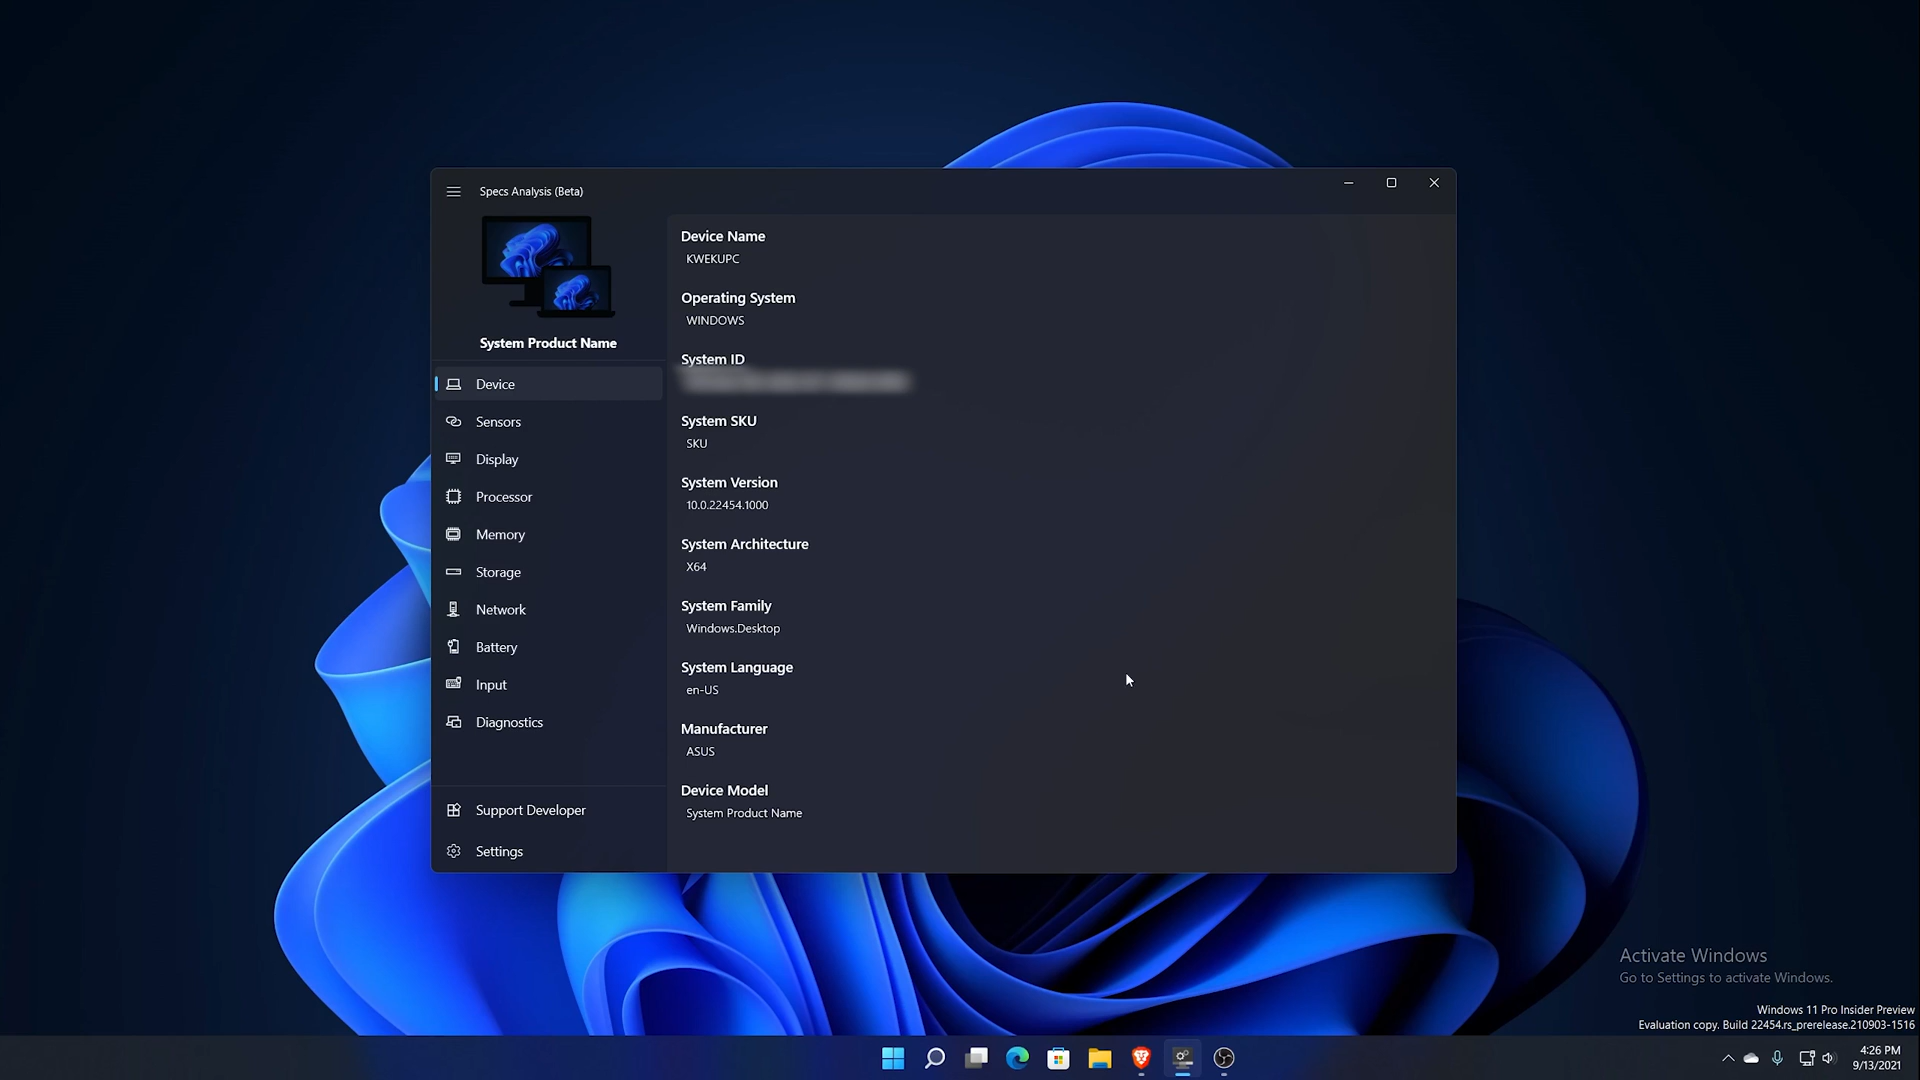 Specs Analysis (Beta)
System Product Name
Device
Sensors
Display
Processor
Memory
Storage
Network
Battery
Input
Diagnostics
Support Developer
Settings
Device Name
KWEKUPC
Operating System
WINDOWS
System ID
System SKU
SKU
System Version
10.0.22454.1000
System Architecture
X64
System Family
Windows.Desktop
System Language
en-US
Manufacturer
ASUS
Device Model
System Product Name
Activate Windows
Go to Settings to activate Windows.
Windows 11 Pro Insider Preview
Evaluation copy. Build 22454.rs_prerelease.210903-1516
4:26 PM
9/13/2021